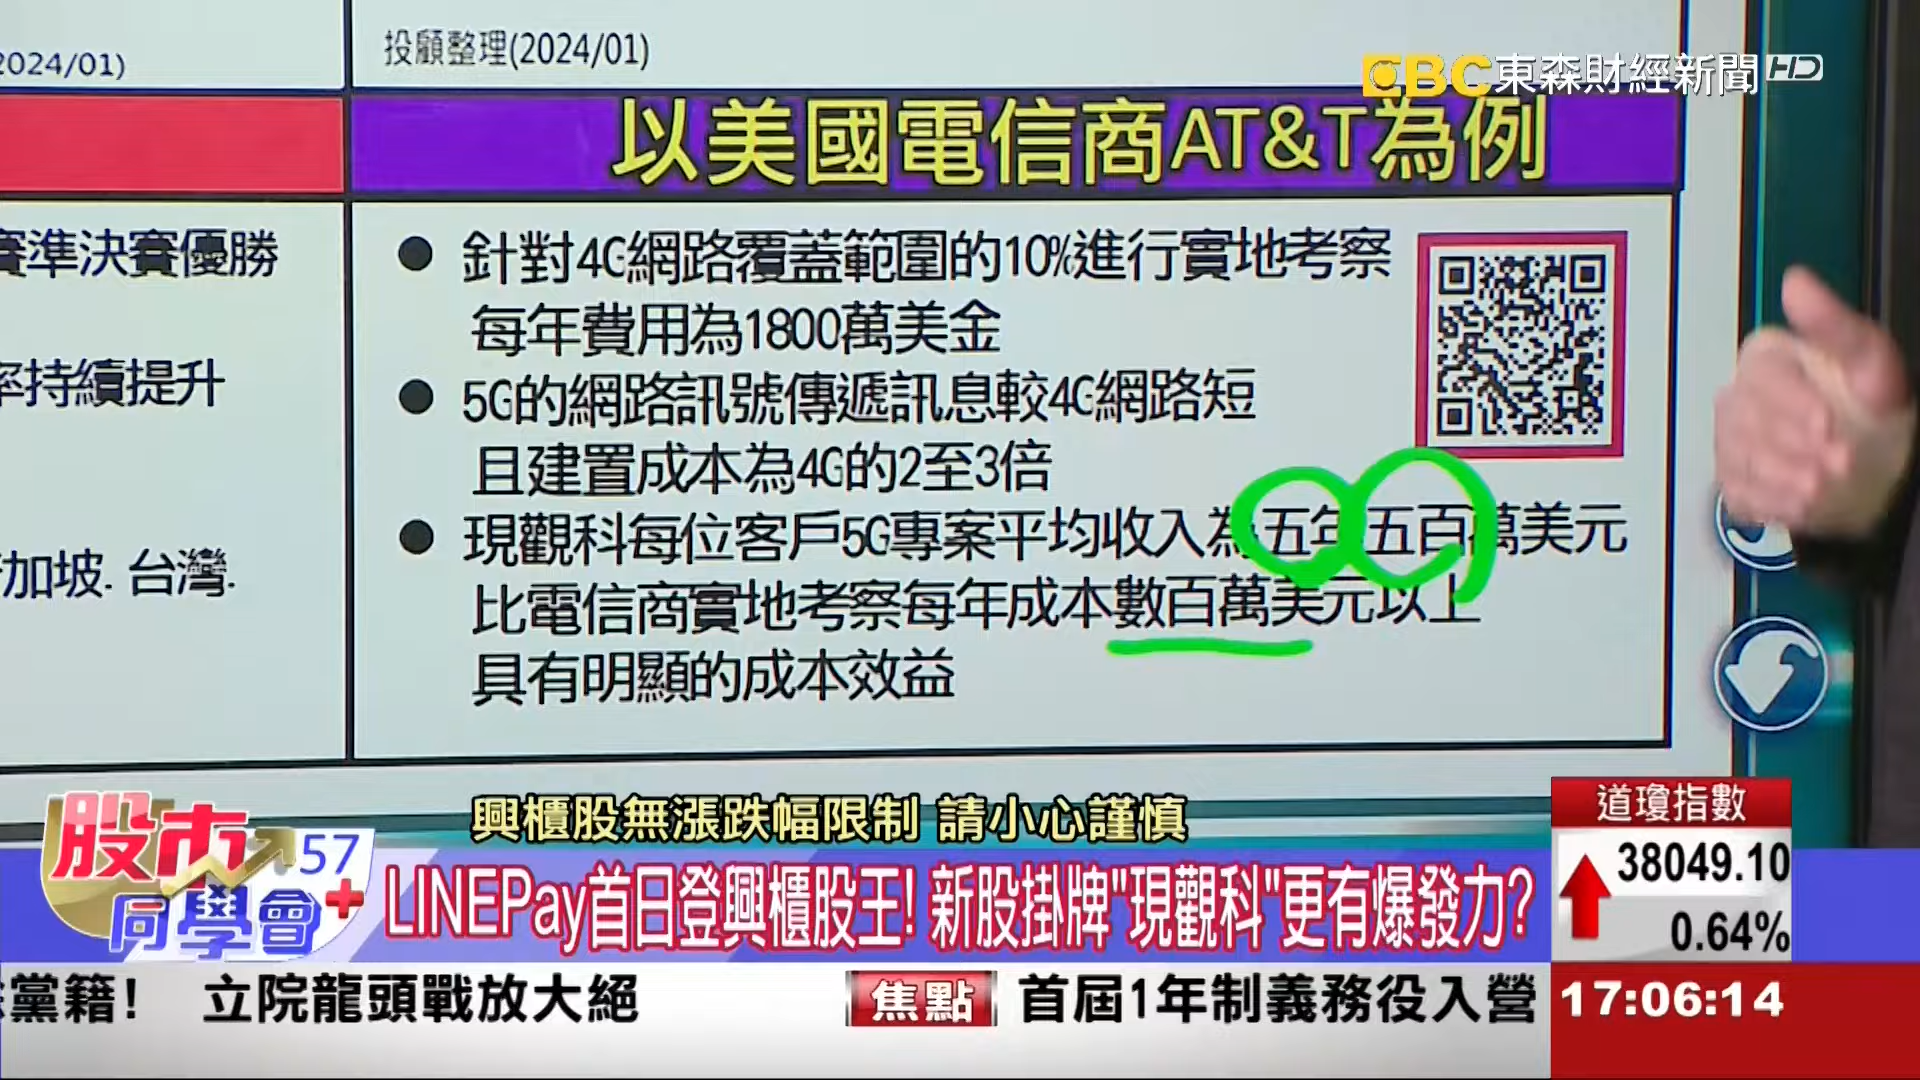 2024/01)
投顧整理(2024/01)
EBC東森財經新聞HD
以美國電信商AT&T為例
賽準決賽優勝
率持續提升
加坡.台灣.
● 針對4G網路覆蓋範圍的10%進行實地考察
每年費用為1800萬美金
● 5G的網路訊號傳遞訊息較4G網路短
且建置成本為4G的2至3倍
● 現觀科每位客戶5G專案平均收入為五年五百萬美元
比電信商實地考察每年成本數百萬美元以上
具有明顯的成本效益
股市
同學會
57
+
興櫃股無漲跌幅限制 請小心謹慎
LINEPay首日登興櫃股王! 新股掛牌"現觀科"更有爆發力?
道瓊指數
38049.10
0.64%
黨籍! 立院龍頭戰放大絕
焦點
首屆1年制義務役入營
17:06:14